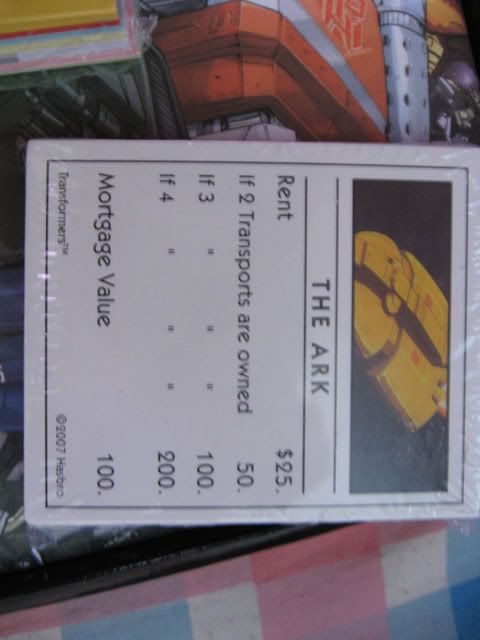 THE ARK
Rent $25.
If 2 Transports are owned 50.
If 3 " " " 100.
If 4 " " " 200.
Mortgage Value 100.
Transformers™ ©2007 Hasbro